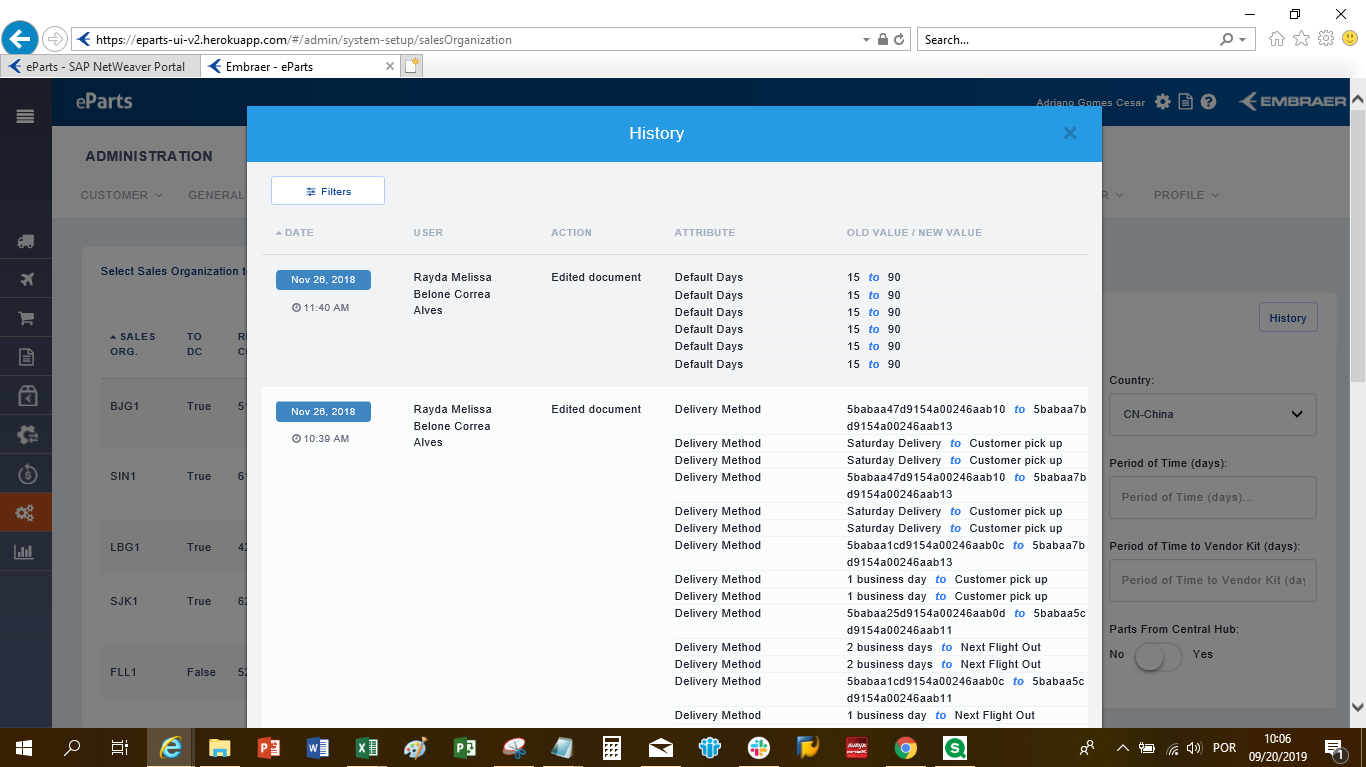 https://eparts-ui-v2.herokuapp.com/#/admin/system-setup/salesOrganization
Search...
eParts - SAP NetWeaver Portal
Embraer - eParts
eParts
Adriano Gomes Cesar
EMBRAER
History
ADMINISTRATION
CUSTOMER
GENERAL
PROFILE
Filters
DATE USER ACTION ATTRIBUTE OLD VALUE / NEW VALUE
Nov 26, 2018
11:40 AM
Rayda Melissa
Belone Correa
Alves
Edited document
Default Days 15 to 90
Default Days 15 to 90
Default Days 15 to 90
Default Days 15 to 90
Default Days 15 to 90
Default Days 15 to 90
Nov 26, 2018
10:39 AM
Rayda Melissa
Belone Correa
Alves
Edited document
Delivery Method 5babaa47d9154a00246aab10 to 5babaa7b
d9154a00246aab13
Delivery Method Saturday Delivery to Customer pick up
Delivery Method Saturday Delivery to Customer pick up
Delivery Method 5babaa47d9154a00246aab10 to 5babaa7b
d9154a00246aab13
Delivery Method Saturday Delivery to Customer pick up
Delivery Method Saturday Delivery to Customer pick up
Delivery Method 5babaa1cd9154a00246aab0c to 5babaa7b
d9154a00246aab13
Delivery Method 1 business day to Customer pick up
Delivery Method 1 business day to Customer pick up
Delivery Method 5babaa25d9154a00246aab0d to 5babaa5c
d9154a00246aab11
Delivery Method 2 business days to Next Flight Out
Delivery Method 2 business days to Next Flight Out
Delivery Method 5babaa1cd9154a00246aab0c to 5babaa5c
d9154a00246aab11
Delivery Method 1 business day to Next Flight Out
Select Sales Organization
SALES
ORG.
TO
DC
BJG1 True
SIN1 True
LBG1 True
SJK1 True
FLL1 False
History
Country:
CN-China
Period of Time (days):
Period of Time (days)...
Period of Time to Vendor Kit (days):
Period of Time to Vendor Kit
Parts From Central Hub:
No Yes
POR
10:06
09/20/2019
1